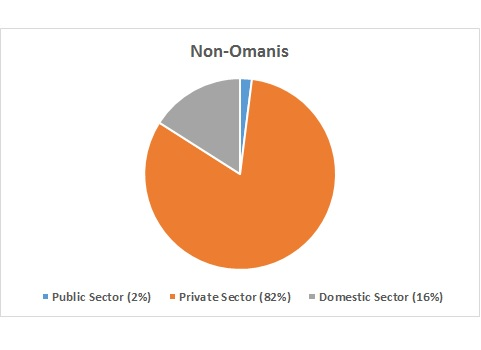 Non-Omanis
Public Sector (2%) Private Sector (82%) Domestic Sector (16%)